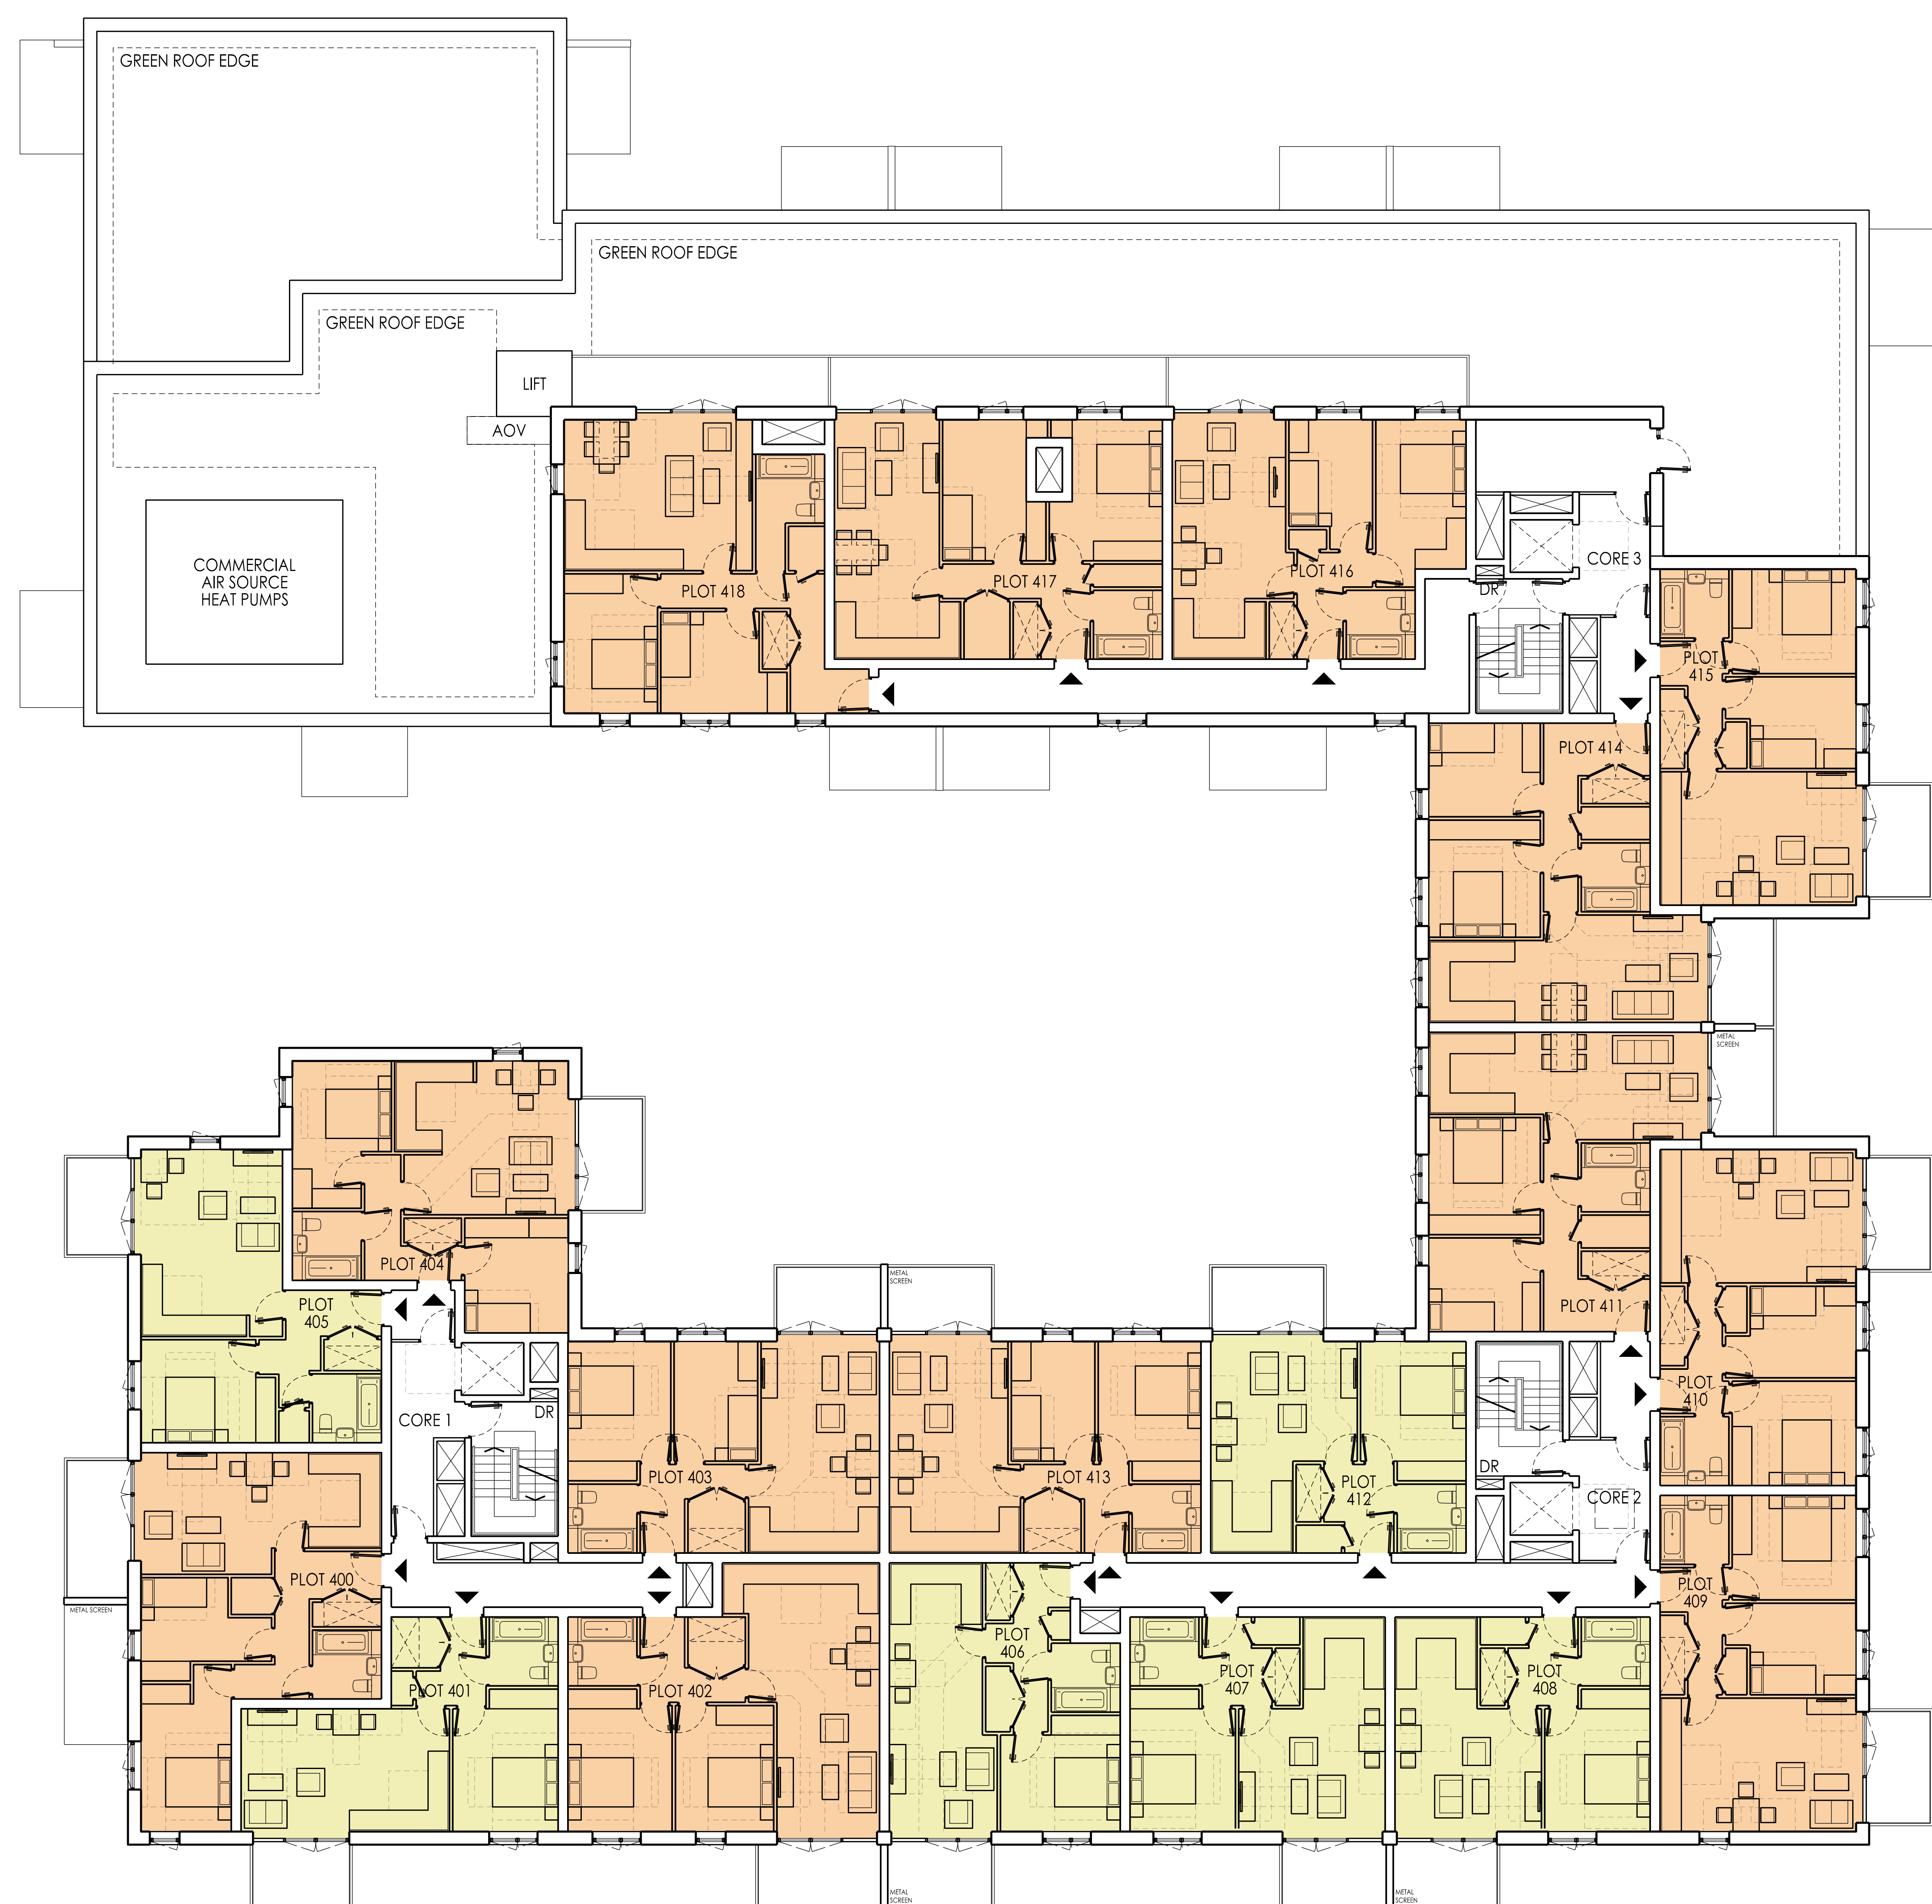 GREEN ROOF EDGE
GREEN ROOF EDGE
GREEN ROOF EDGE
LIFT
AOV
COMMERCIAL
AIR SOURCE
HEAT PUMPS
PLOT 418
PLOT 417
PLOT 416
CORE 3
DR
PLOT
415
PLOT 414
METAL
SCREEN
PLOT 404
PLOT
405
METAL
SCREEN
PLOT 411
CORE 1
DR
PLOT 403
PLOT 413
PLOT
412
PLOT
410
DR
CORE 2
PLOT 400
METAL SCREEN
PLOT 401
PLOT 402
PLOT
406
PLOT
407
PLOT
408
PLOT
409
METAL
SCREEN
METAL
SCREEN